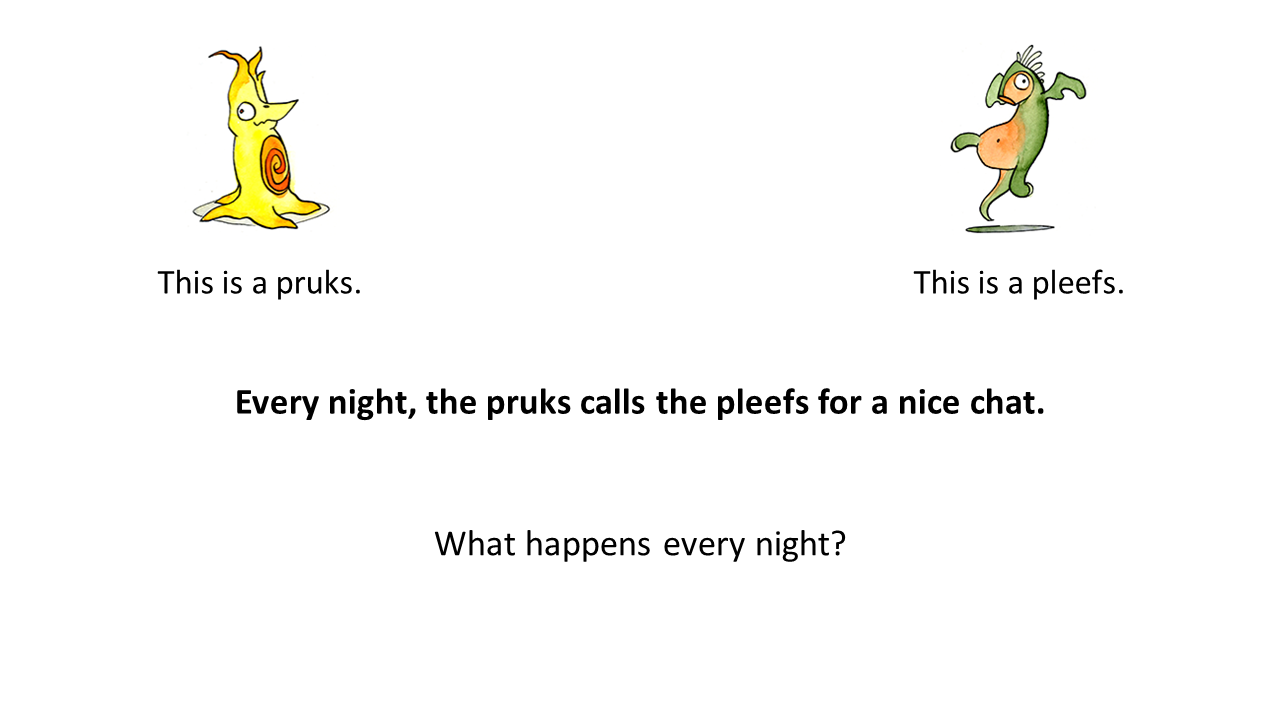 This is a pruks.
This is a pleefs.
Every night, the pruks calls the pleefs for a nice chat.
What happens every night?